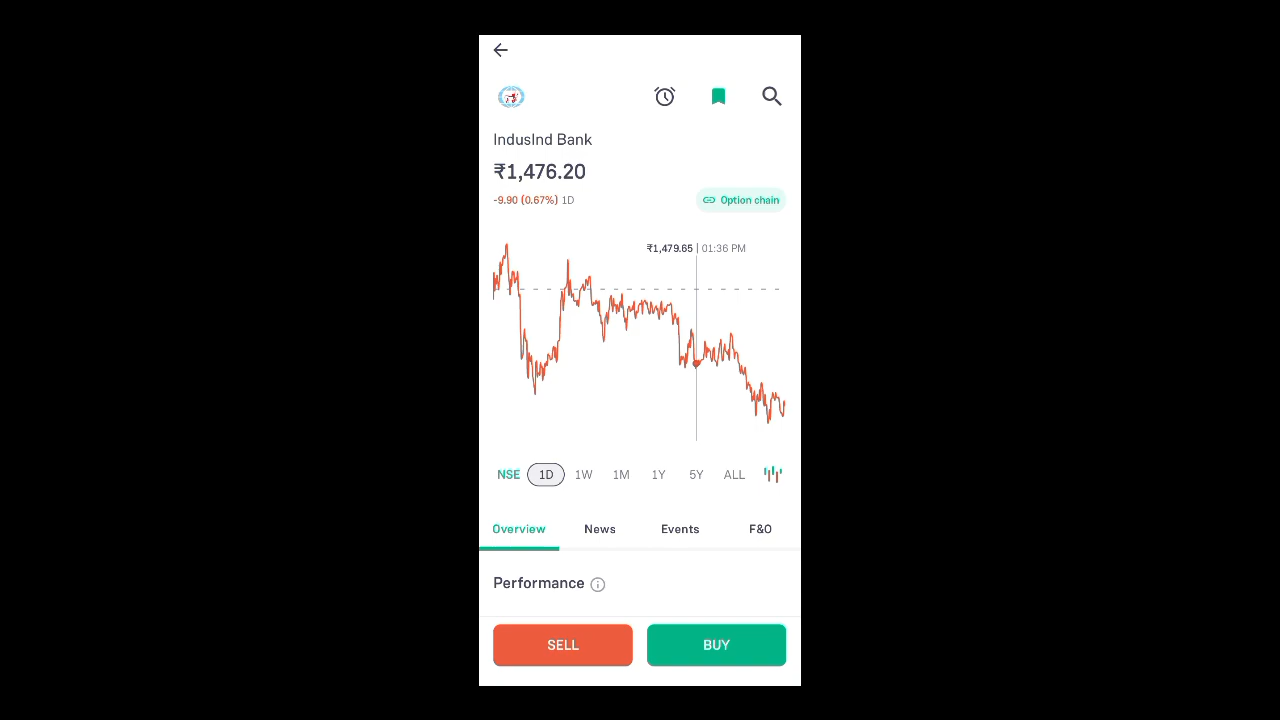 IndusInd Bank
₹1,476.20
-9.90 (0.67%) 1D
Option chain
₹1,479.65 | 01:36 PM
NSE 1D 1W 1M 1Y 5Y ALL
Overview News Events F&O
Performance
SELL BUY